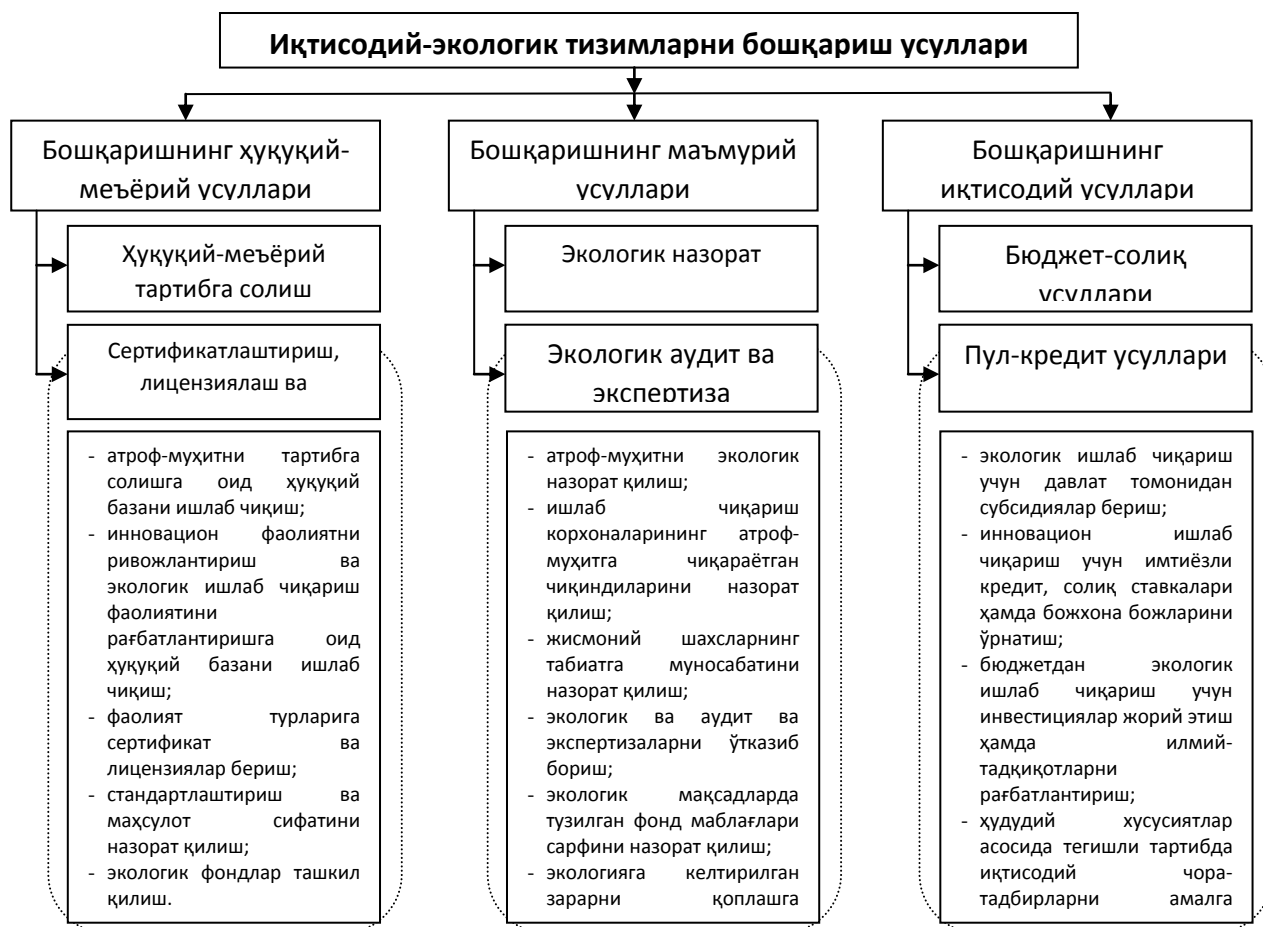 Иқтисодий-экологик тизимларни бошқариш усуллари
Бошқаришнинг ҳуқуқий-
меъёрий усуллари
Ҳуқуқий-меъёрий
тартибга солиш
Сертификатлаштириш,
лицензиялаш ва
- атроф-муҳитни тартибга
солишга оид ҳуқуқий
базани ишлаб чиқиш;
- инновацион фаолиятни
ривожлантириш ва
экологик ишлаб чиқариш
фаолиятини
рағбатлантиришга оид
ҳуқуқий базани ишлаб
чиқиш;
- фаолият турларига
сертификат ва
лицензиялар бериш;
- стандартлаштириш ва
маҳсулот сифатини
назорат қилиш;
- экологик фондлар ташкил
қилиш.
Бошқаришнинг маъмурий
усуллари
Экологик назорат
Экологик аудит ва
экспертиза
- атроф-муҳитни экологик
назорат қилиш;
- ишлаб чиқариш
корхоналарининг атроф-
муҳитга чиқараётган
чиқиндиларини назорат
қилиш;
- жисмоний шахсларнинг
табиатга муносабатини
назорат қилиш;
- экологик ва аудит ва
экспертизаларни ўтказиб
бориш;
- экологик мақсадларда
тузилган фонд маблағлари
сарфини назорат қилиш;
- экологияга келтирилган
зарарни қоплашга
Бошқаришнинг
иқтисодий усуллари
Бюджет-солиқ
усуллари
Пул-кредит усуллари
- экологик ишлаб чиқариш
учун давлат томонидан
субсидиялар бериш;
- инновацион ишлаб
чиқариш учун имтиёзли
кредит, солиқ ставкалари
ҳамда божхона божларини
ўрнатиш;
- бюджетдан экологик
ишлаб чиқариш учун
инвестициялар жорий этиш
ҳамда илмий-
тадқиқотларни
рағбатлантириш;
- ҳудудий хусусиятлар
асосида тегишли тартибда
иқтисодий чора-
тадбирларни амалга